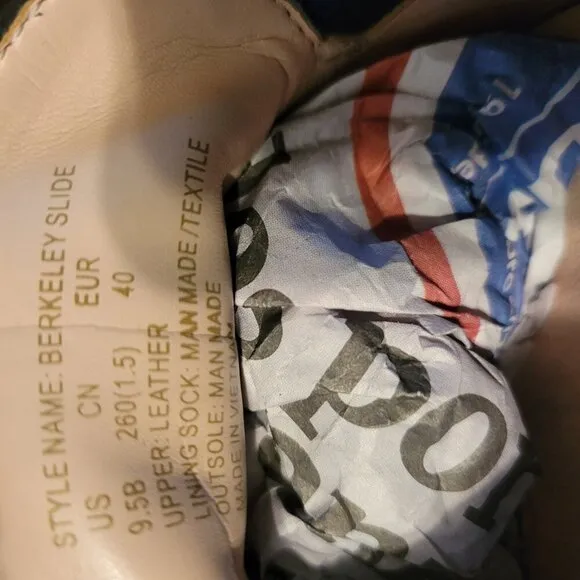 STYLE NAME: BERKELEY SLIDE
US CN EUR
9.5B 260(1.5) 40
UPPER: LEATHER
LINING SOCK: MAN MADE/TEXTILE
OUTSOLE: MAN MADE
MADE IN VIETNAM